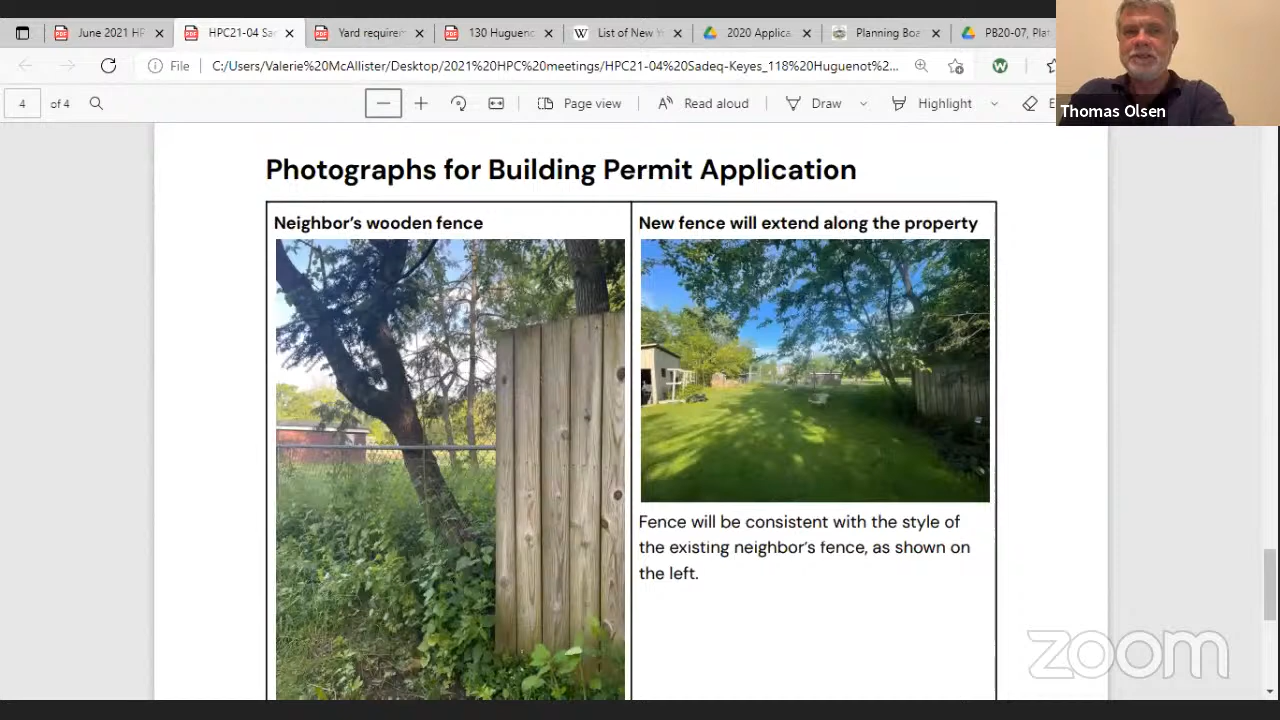 June 2021 HP
HPC21-04 Sa
Yard requirem
130 Huguenc
List of New Y
2020 Applica
Planning Boa
PB20-07, Pla
File
C:/Users/Valerie%20McAllister/Desktop/2021%20HPC%20meetings/HPC21-04%20Sadeq-Keyes_118%20Huguenot%2...
4
of 4
Page view
Read aloud
Draw
Highlight
E
Thomas Olsen
Photographs for Building Permit Application
Neighbor's wooden fence
New fence will extend along the property
Fence will be consistent with the style of
the existing neighbor's fence, as shown on
the left.
zoom